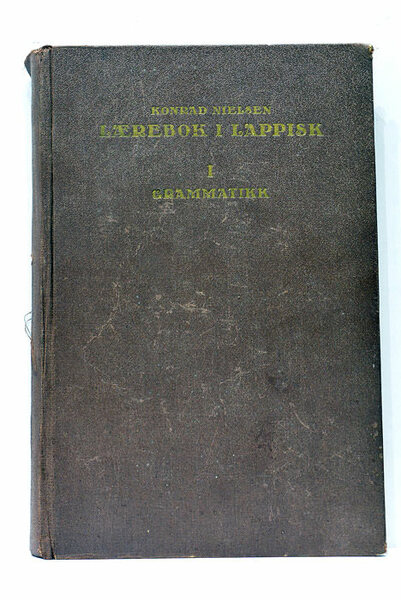 KONRAD NIELSEN
LÆREBOK I LAPPISK
I
GRAMMATIKK